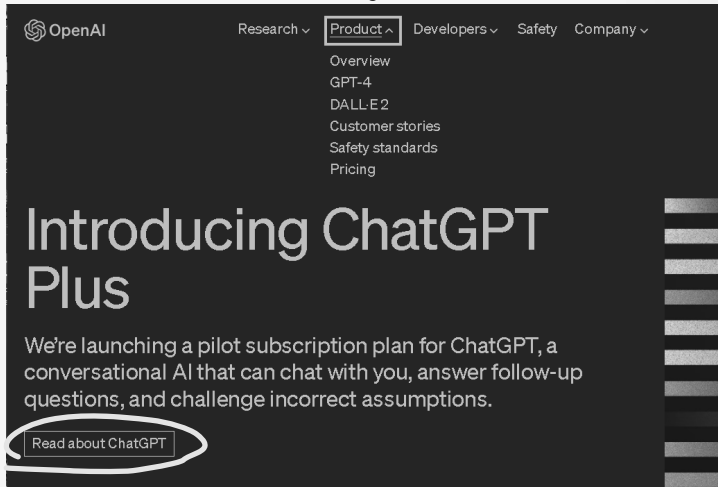 OpenAI Research Product Developers Safety Company
Overview
GPT-4
DALL·E 2
Customer stories
Safety standards
Pricing
Introducing ChatGPT
Plus
We're launching a pilot subscription plan for ChatGPT, a
conversational AI that can chat with you, answer follow-up
questions, and challenge incorrect assumptions.
Read about ChatGPT